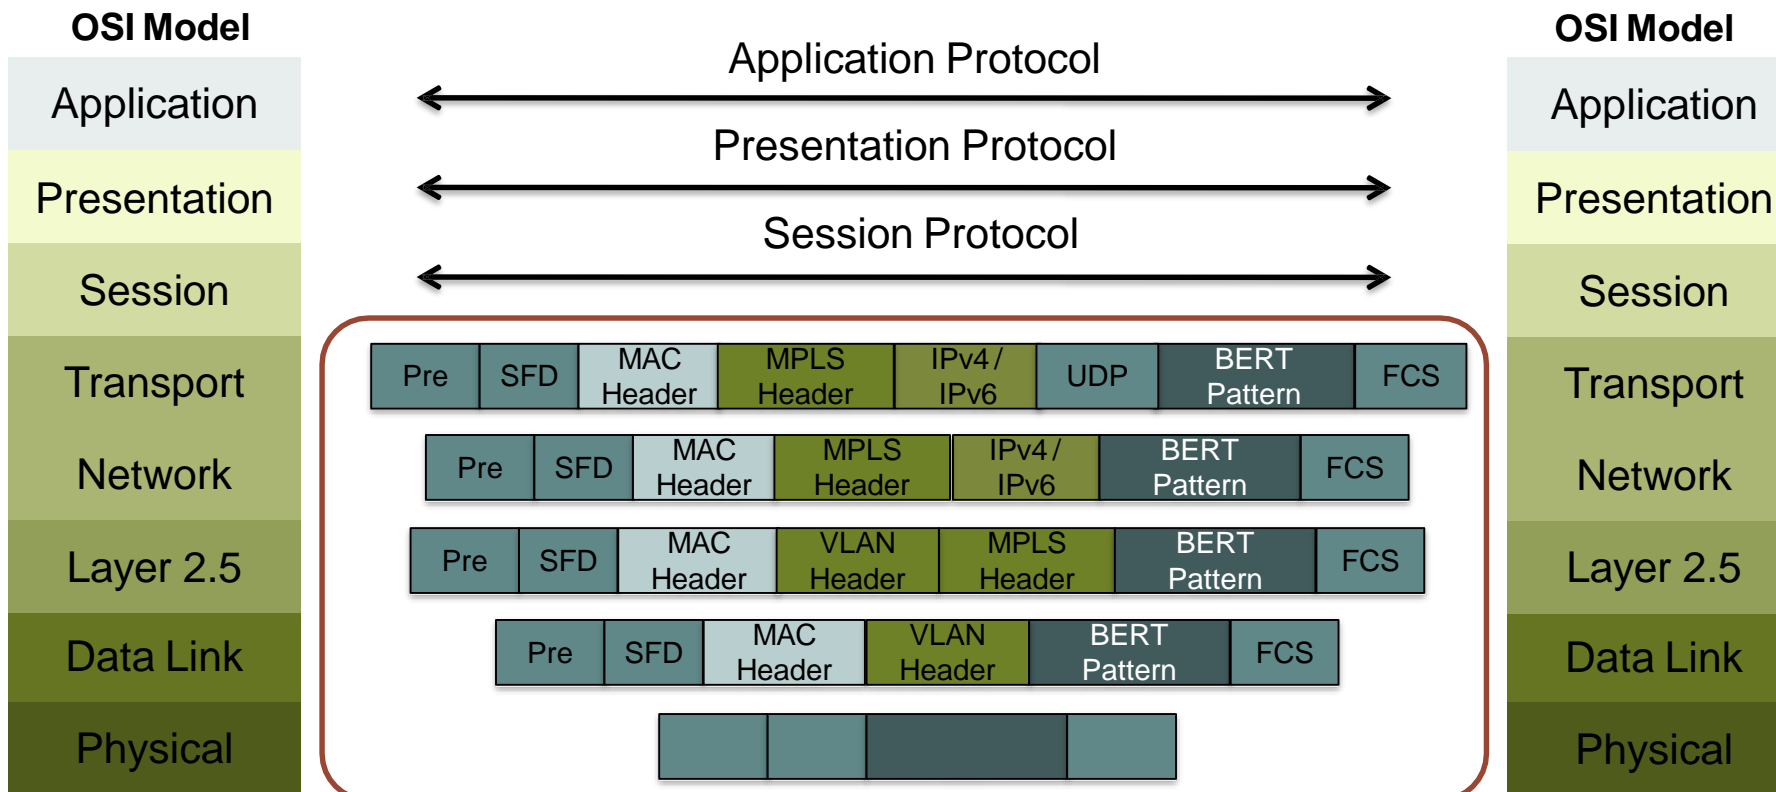 OSI Model
Application
Presentation
Session
Transport
Network
Layer 2.5
Data Link
Physical
Application Protocol
Presentation Protocol
Session Protocol
Pre SFD MAC Header MPLS Header IPv4 / IPv6 UDP BERT Pattern FCS
Pre SFD MAC Header MPLS Header IPv4 / IPv6 BERT Pattern FCS
Pre SFD MAC Header VLAN Header MPLS Header BERT Pattern FCS
Pre SFD MAC Header VLAN Header BERT Pattern FCS
OSI Model
Application
Presentation
Session
Transport
Network
Layer 2.5
Data Link
Physical